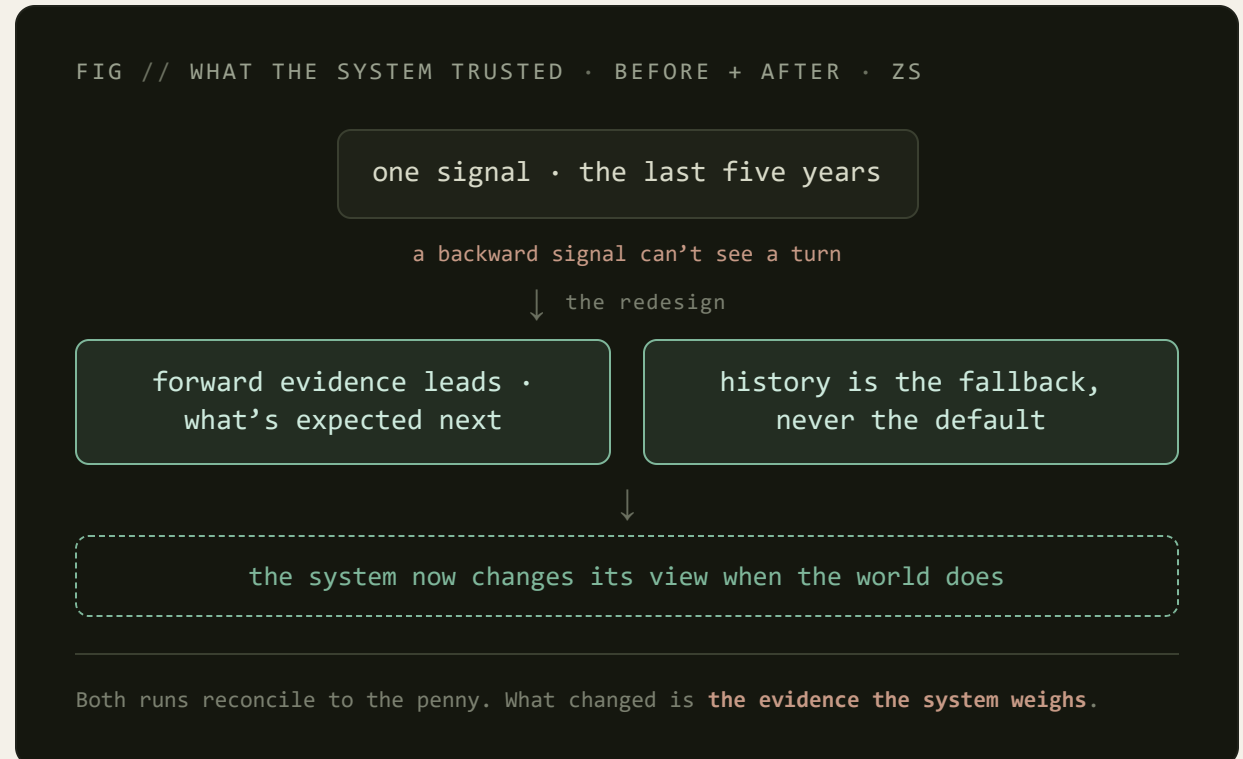 FIG // WHAT THE SYSTEM TRUSTED · BEFORE + AFTER · ZS
one signal · the last five years
a backward signal can’t see a turn
↓ the redesign
forward evidence leads ·
what’s expected next
history is the fallback,
never the default
↓
the system now changes its view when the world does
Both runs reconcile to the penny. What changed is the evidence the system weighs.